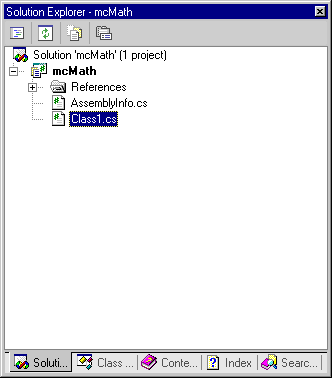 Solution Explorer - mcMath
Solution 'mcMath' (1 project)
mcMath
References
AssemblyInfo.cs
Class1.cs
Soluti... Class ... Conte... Index Searc...